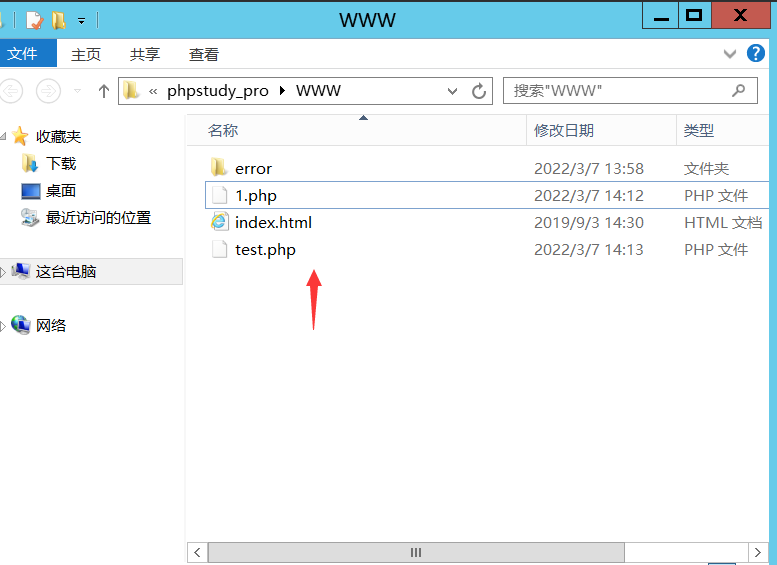 WWW
文件 主页 共享 查看
« phpstudy_pro WWW 搜索"WWW"
名称 修改日期 类型
收藏夹
下载
桌面
最近访问的位置
这台电脑
网络
error 2022/3/7 13:58 文件夹
1.php 2022/3/7 14:12 PHP 文件
index.html 2019/9/3 14:30 HTML 文档
test.php 2022/3/7 14:13 PHP 文件